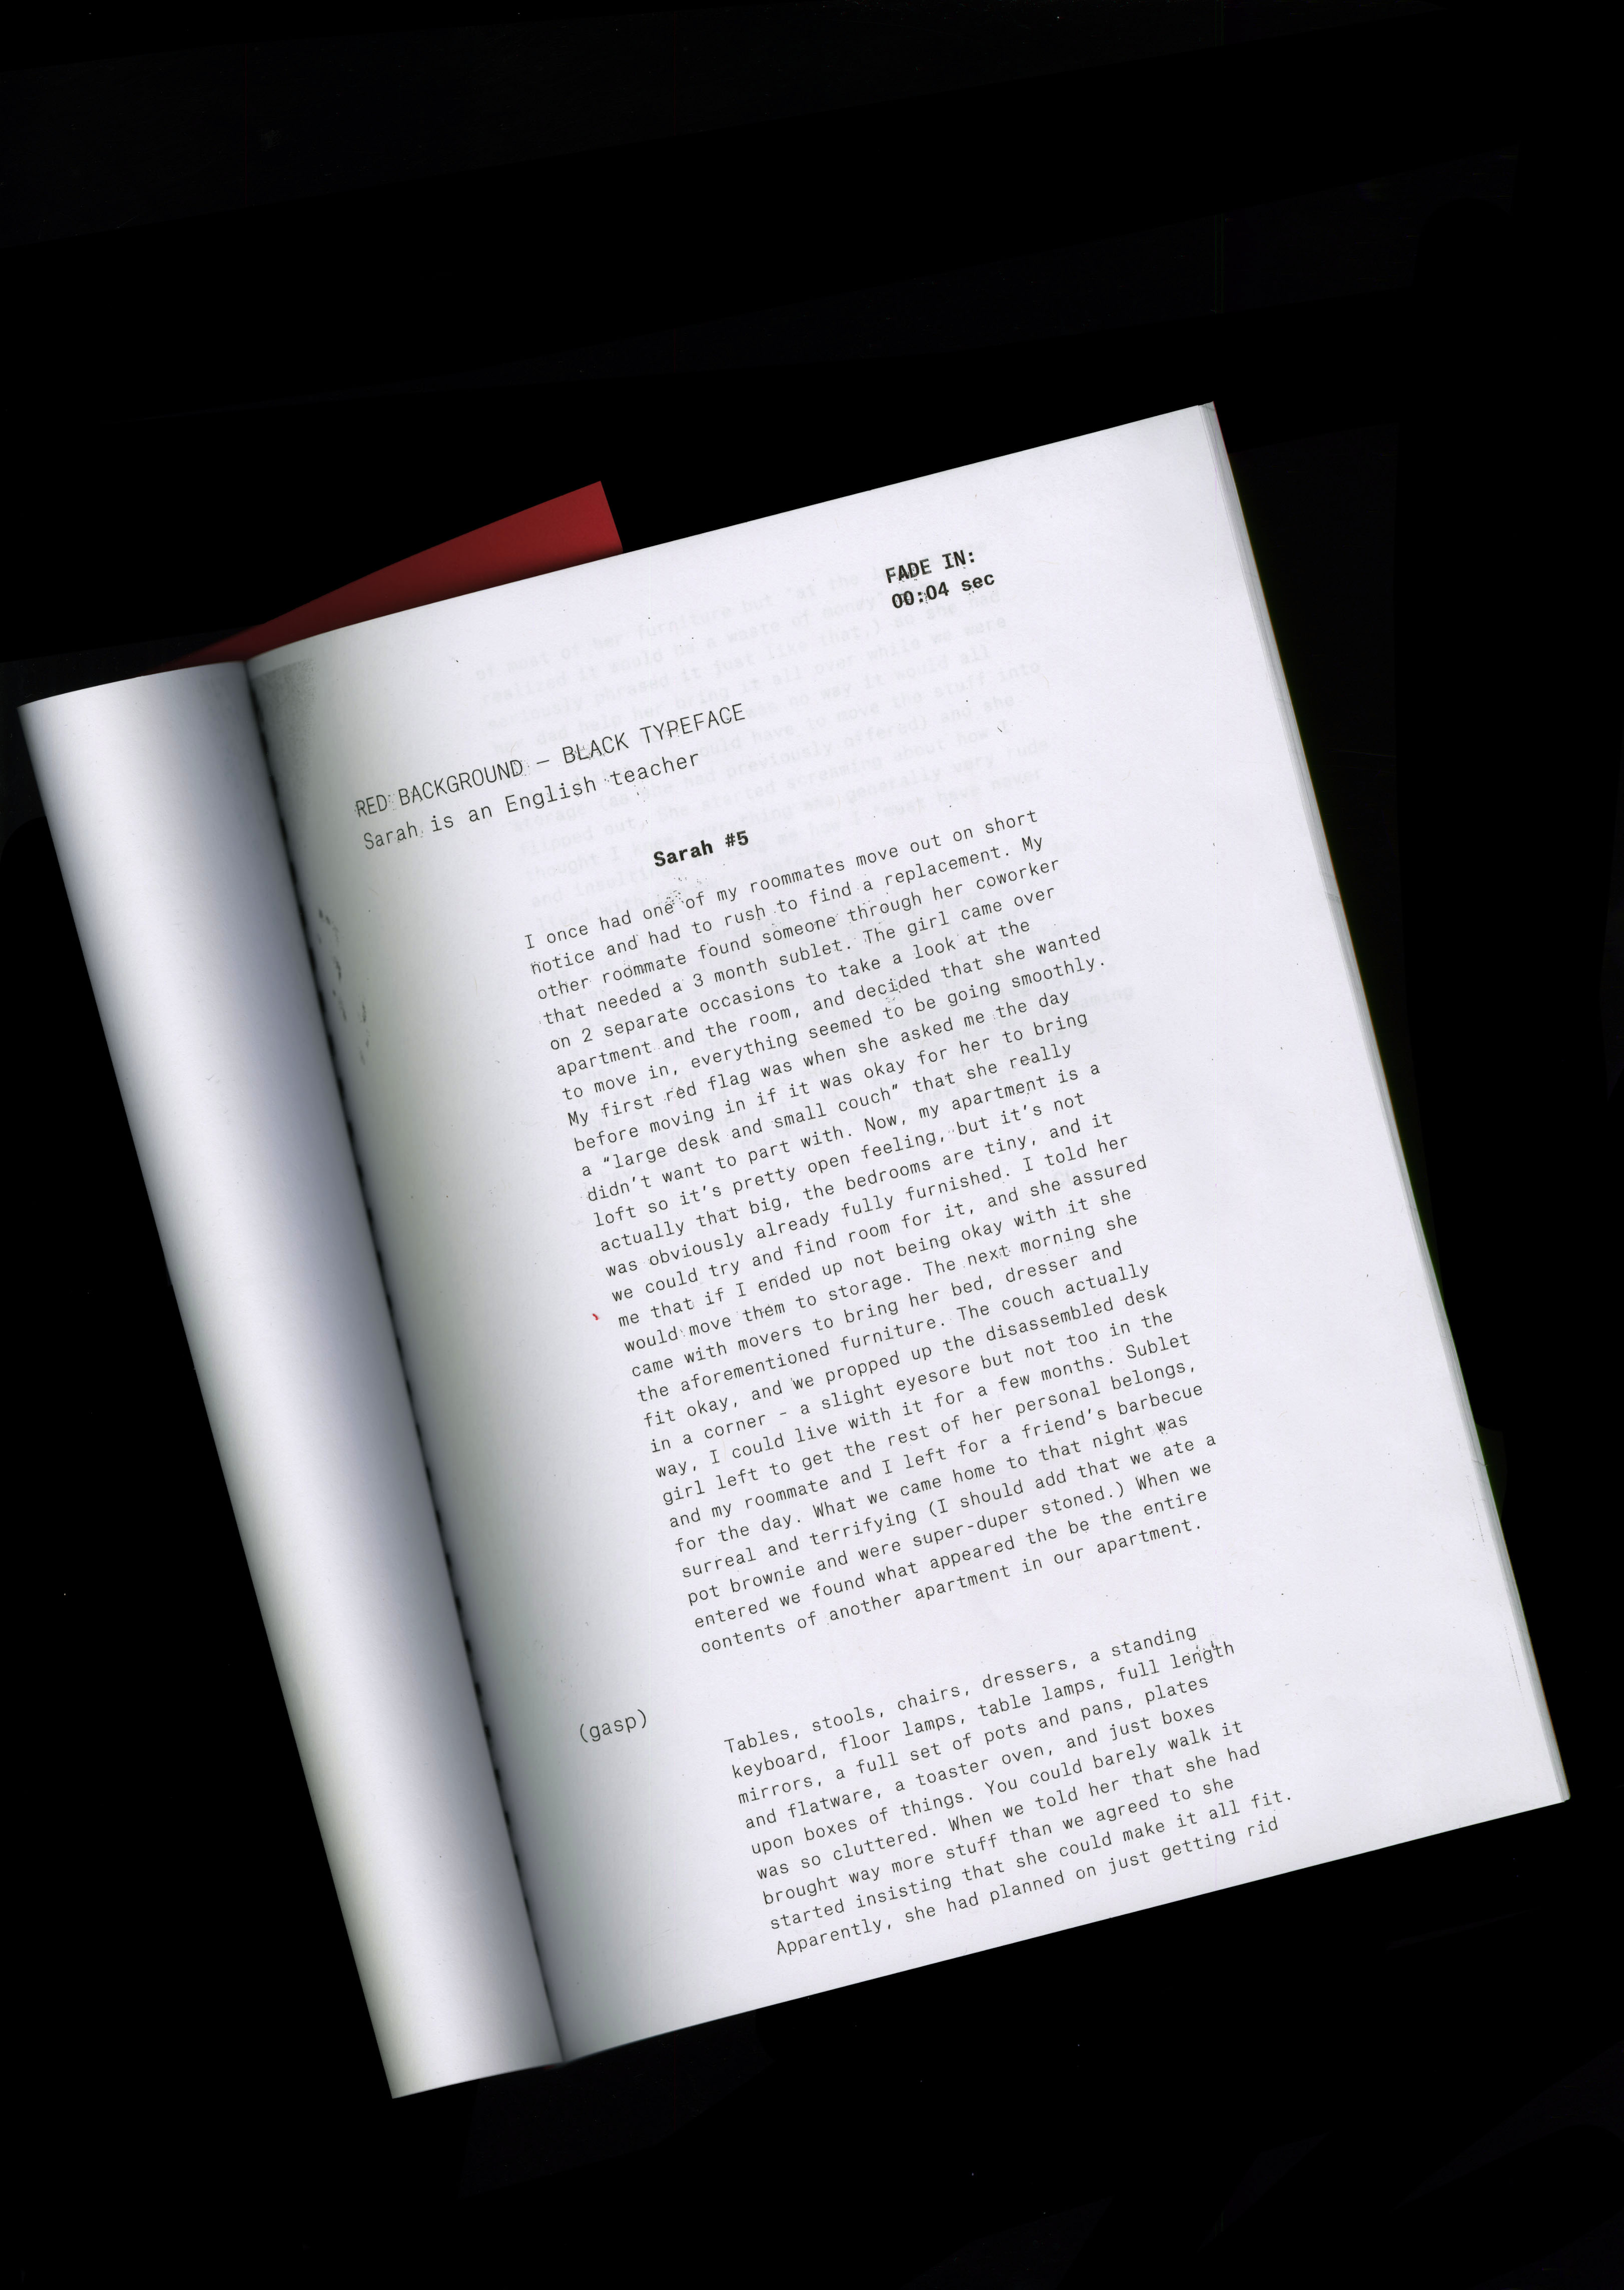 FADE IN:
00:04 sec
RED BACKGROUND — BLACK TYPEFACE
Sarah is an English teacher
Sarah #5
I once had one of my roommates move out on short
notice and had to rush to find a replacement. My
other roommate found someone through her coworker
that needed a 3 month sublet. The girl came over
on 2 separate occasions to take a look at the
apartment and the room, and decided that she wanted
to move in, everything seemed to be going smoothly.
My first red flag was when she asked me the day
before moving in if it was okay for her to bring
a “large desk and small couch” that she really
didn’t want to part with. Now, my apartment is a
loft so it’s pretty open feeling, but it’s not
actually that big, the bedrooms are tiny, and it
was obviously already fully furnished. I told her
we could try and find room for it, and she assured
me that if I ended up not being okay with it she
would move them to storage. The next morning she
came with movers to bring her bed, dresser and
the aforementioned furniture. The couch actually
fit okay, and we propped up the disassembled desk
in a corner – a slight eyesore but not too in the
way, I could live with it for a few months. Sublet
girl left to get the rest of her personal belongs,
and my roommate and I left for a friend’s barbecue
for the day. What we came home to that night was
surreal and terrifying (I should add that we ate a
pot brownie and were super-duper stoned.) When we
entered we found what appeared the be the entire
contents of another apartment in our apartment.
(gasp)
Tables, stools, chairs, dressers, a standing
keyboard, floor lamps, table lamps, full length
mirrors, a full set of pots and pans, plates
and flatware, a toaster oven, and just boxes
upon boxes of things. You could barely walk it
was so cluttered. When we told her that she had
brought way more stuff than we agreed to she
started insisting that she could make it all fit.
Apparently, she had planned on just getting rid